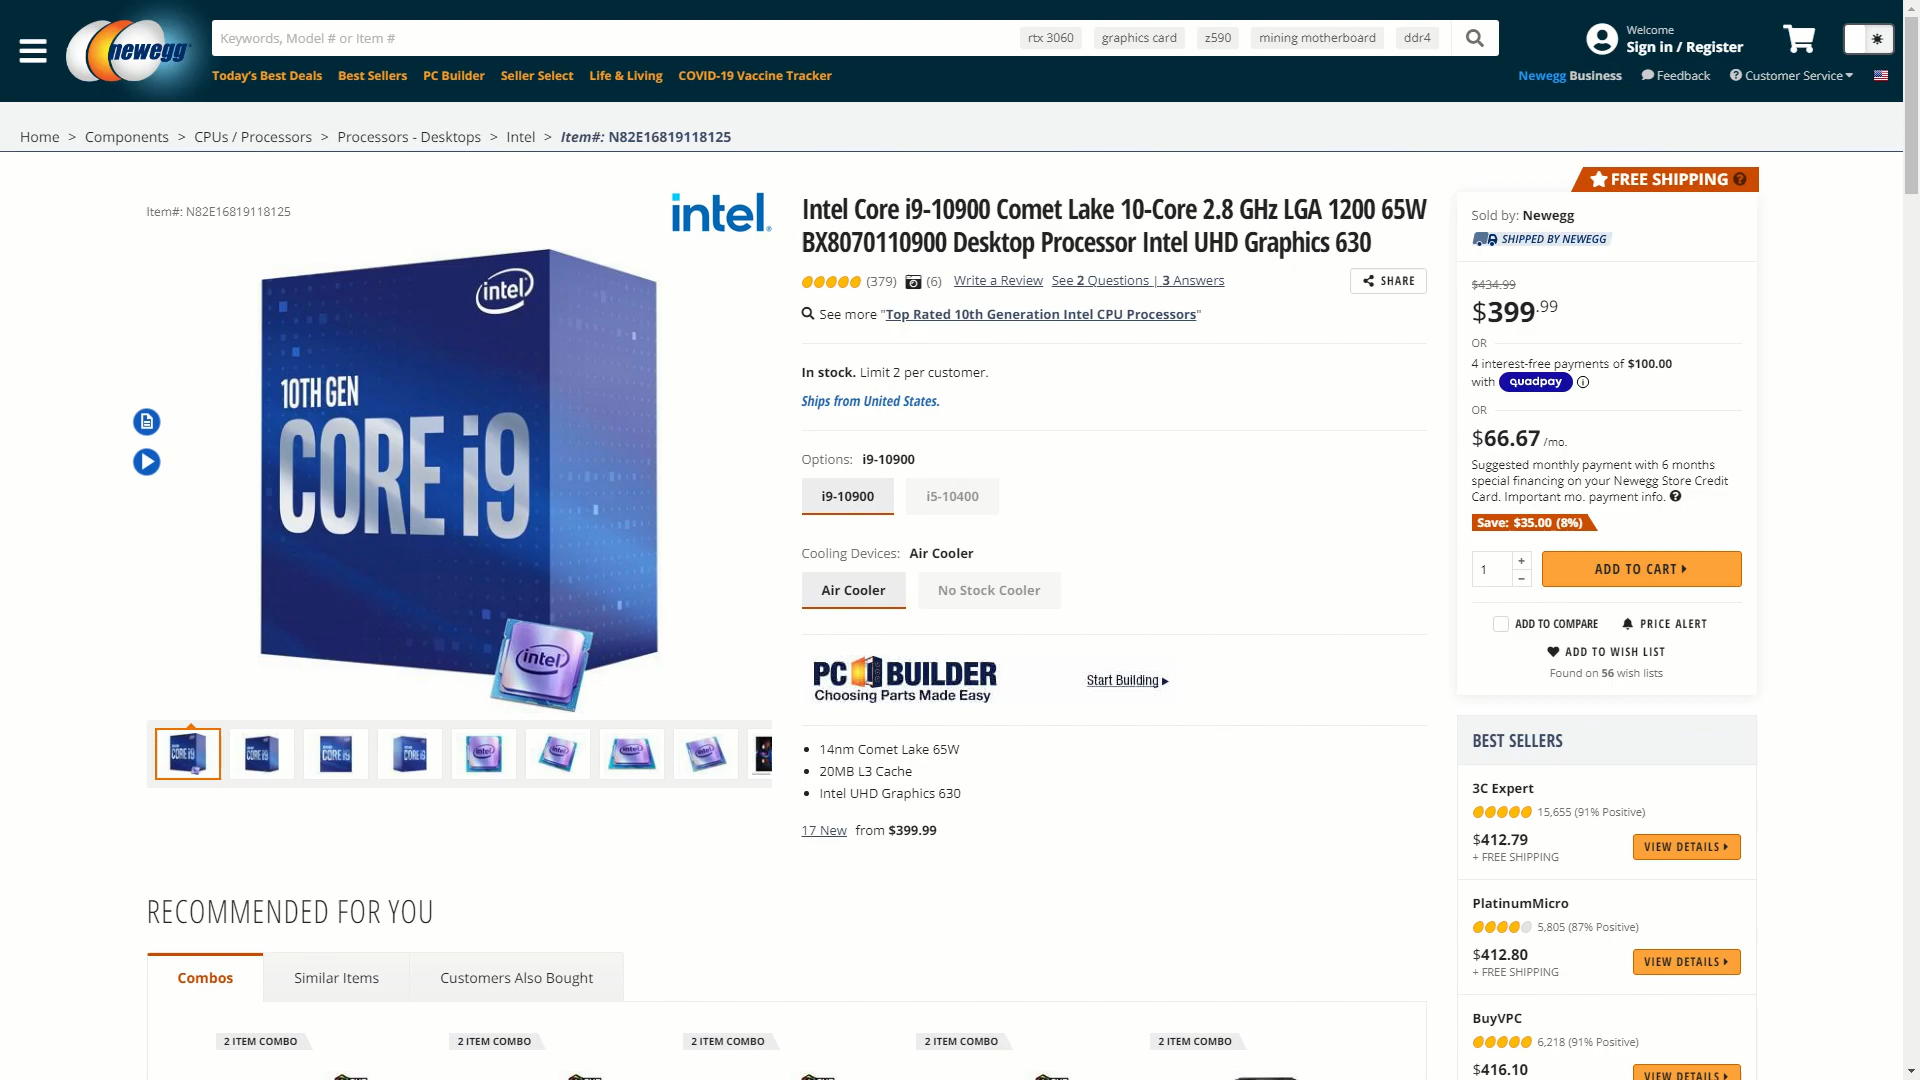 newegg
Keywords, Model # or Item #
rtx 3060
graphics card
z590
mining motherboard
ddr4
Welcome
Sign in / Register
Today's Best Deals
Best Sellers
PC Builder
Seller Select
Life & Living
COVID-19 Vaccine Tracker
Newegg Business
Feedback
Customer Service
Home > Components > CPUs / Processors > Processors - Desktops > Intel > Item#: N82E16819118125
Item#: N82E16819118125
intel
intel
10TH GEN
CORE i9
intel
Intel Core i9-10900 Comet Lake 10-Core 2.8 GHz LGA 1200 65W
BX8070110900 Desktop Processor Intel UHD Graphics 630
(379) (6) Write a Review See 2 Questions | 3 Answers
SHARE
See more "Top Rated 10th Generation Intel CPU Processors"
In stock. Limit 2 per customer.
Ships from United States.
Options: i9-10900
i9-10900
i5-10400
Cooling Devices: Air Cooler
Air Cooler
No Stock Cooler
PC BUILDER
Choosing Parts Made Easy
Start Building
14nm Comet Lake 65W
20MB L3 Cache
Intel UHD Graphics 630
17 New from $399.99
FREE SHIPPING
Sold by: Newegg
SHIPPED BY NEWEGG
$434.99
$399.99
OR
4 interest-free payments of $100.00
with quadpay
OR
$66.67 /mo.
Suggested monthly payment with 6 months
special financing on your Newegg Store Credit
Card. Important mo. payment info.
Save: $35.00 (8%)
1
+
−
ADD TO CART
ADD TO COMPARE
PRICE ALERT
ADD TO WISH LIST
Found on 56 wish lists
BEST SELLERS
3C Expert
15,655 (91% Positive)
$412.79
+ FREE SHIPPING
VIEW DETAILS
PlatinumMicro
5,805 (87% Positive)
$412.80
+ FREE SHIPPING
VIEW DETAILS
BuyVPC
6,218 (91% Positive)
$416.10
VIEW DETAILS
RECOMMENDED FOR YOU
Combos
Similar Items
Customers Also Bought
2 ITEM COMBO
2 ITEM COMBO
2 ITEM COMBO
2 ITEM COMBO
2 ITEM COMBO